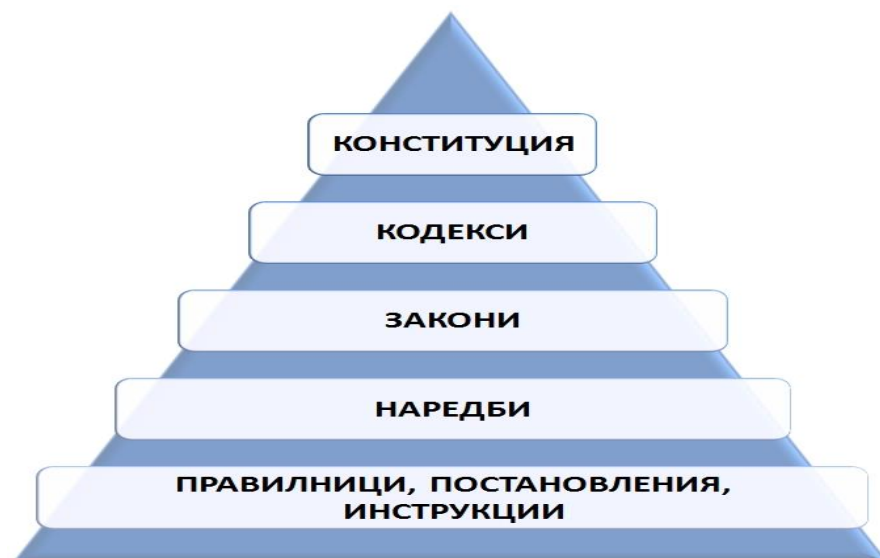 КОНСТИТУЦИЯ
КОДЕКСИ
ЗАКОНИ
НАРЕДБИ
ПРАВИЛНИЦИ, ПОСТАНОВЛЕНИЯ,
ИНСТРУКЦИИ